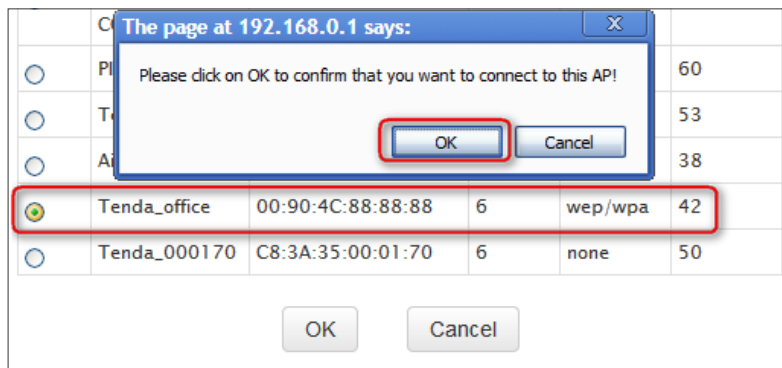 The page at 192.168.0.1 says:
X
Please click on OK to confirm that you want to connect to this AP!
60
53
OK Cancel
38
Tenda_office 00:90:4C:88:88:88 6 wep/wpa 42
Tenda_000170 C8:3A:35:00:01:70 6 none 50
OK Cancel